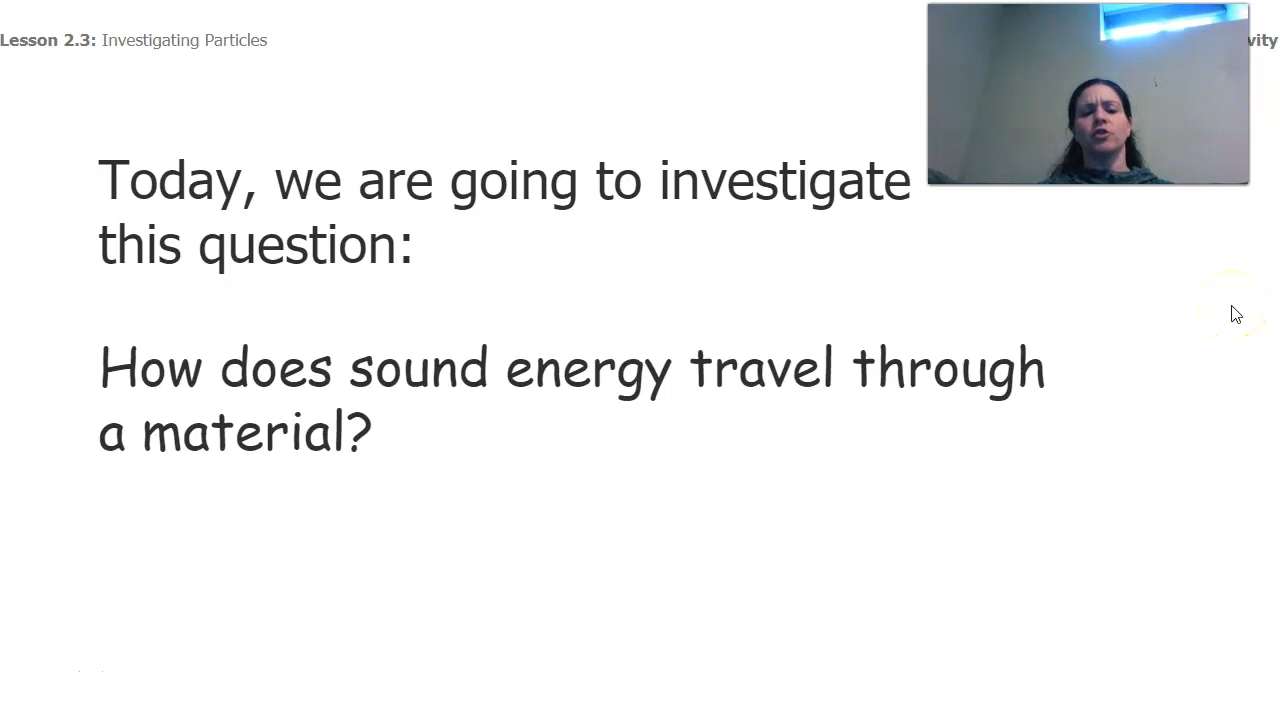 Lesson 2.3: Investigating Particles
vity
Today, we are going to investigate
this question:
How does sound energy travel through
a material?